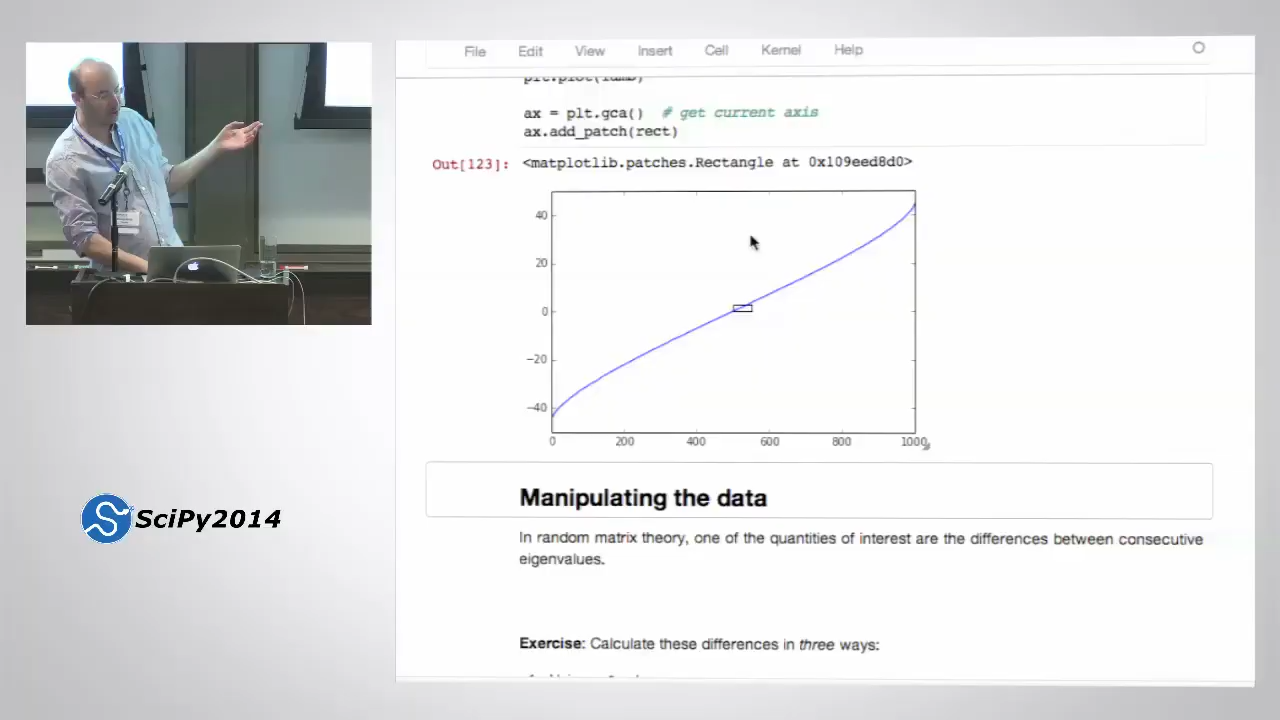 File Edit View Insert Cell Kernel Help
plt.plot(lamb)
ax = plt.gca() # get current axis
ax.add_patch(rect)
Out[123]: <matplotlib.patches.Rectangle at 0x109eed8d0>
40
20
0
−20
−40
0 200 400 600 800 1000
SciPy2014
Manipulating the data
In random matrix theory, one of the quantities of interest are the differences between consecutive
eigenvalues.
Exercise: Calculate these differences in three ways: